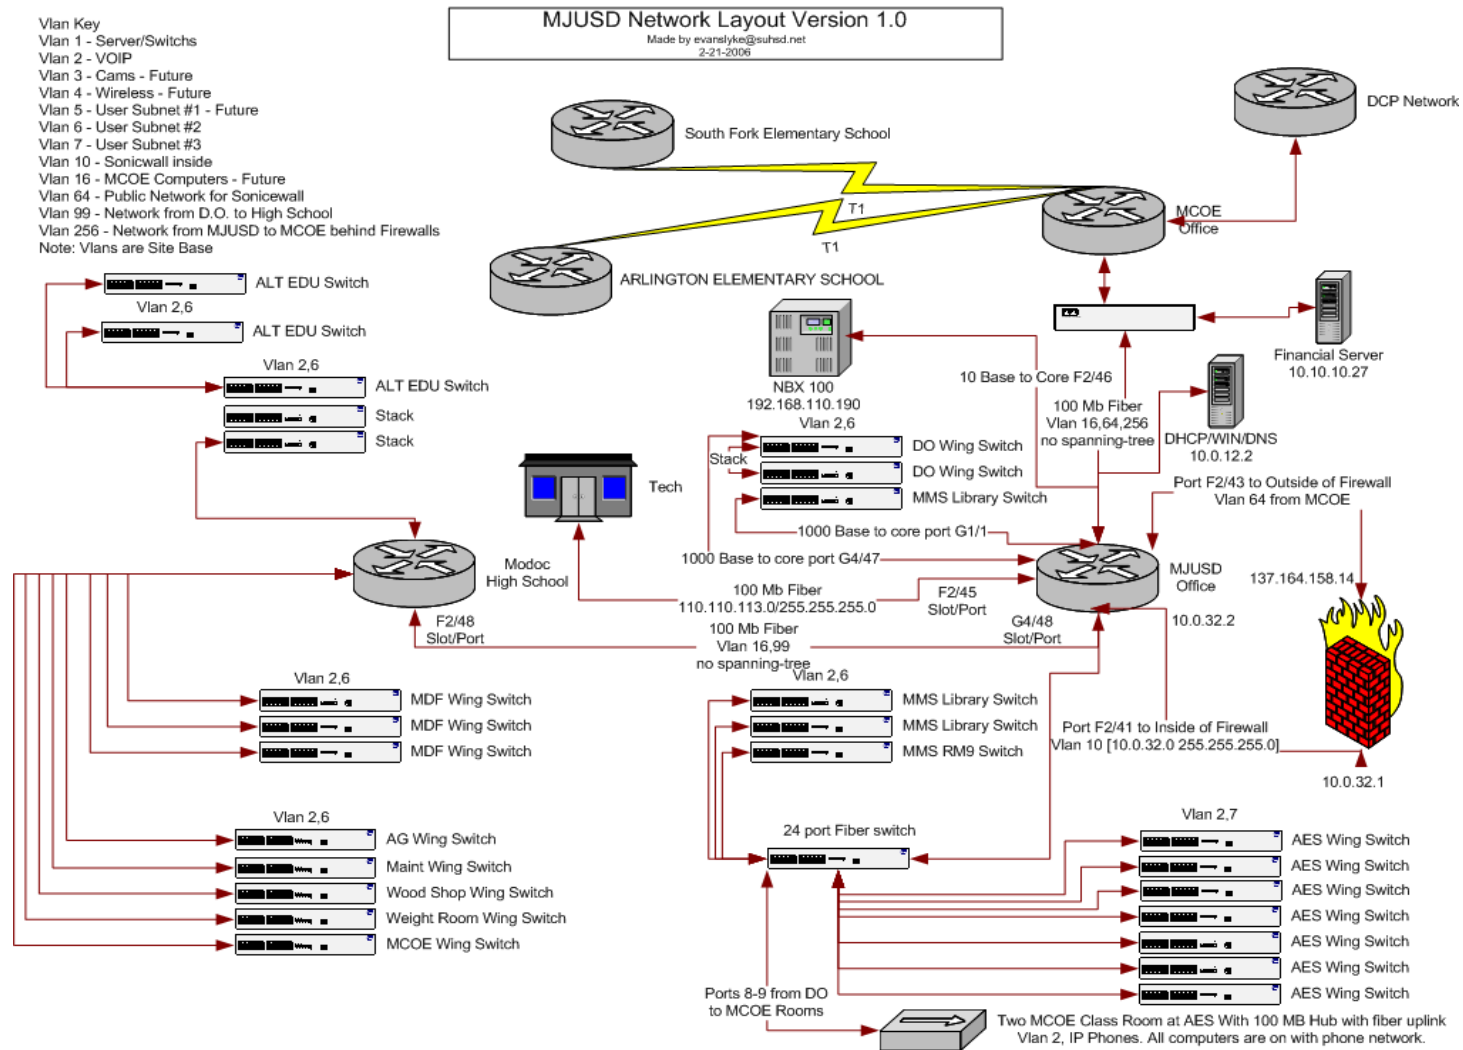 MJUSD Network Layout Version 1.0
Made by evanslyke@suhsd.net
2-21-2006
Vlan Key
Vlan 1 - Server/Switchs
Vlan 2 - VOIP
Vlan 3 - Cams - Future
Vlan 4 - Wireless - Future
Vlan 5 - User Subnet #1 - Future
Vlan 6 - User Subnet #2
Vlan 7 - User Subnet #3
Vlan 10 - Sonicwall inside
Vlan 16 - MCOE Computers - Future
Vlan 64 - Public Network for Sonicewall
Vlan 99 - Network from D.O. to High School
Vlan 256 - Network from MJUSD to MCOE behind Firewalls
Note: Vlans are Site Base
DCP Network
South Fork Elementary School
T1
MCOE
Office
T1
ARLINGTON ELEMENTARY SCHOOL
ALT EDU Switch
Vlan 2,6
ALT EDU Switch
Vlan 2,6
ALT EDU Switch
Stack
Stack
NBX 100
192.168.110.190
10 Base to Core F2/46
Financial Server
10.10.10.27
100 Mb Fiber
Vlan 16,64,256
no spanning-tree
DHCP/WIN/DNS
10.0.12.2
Vlan 2,6
DO Wing Switch
Stack
DO Wing Switch
MMS Library Switch
Tech
Port F2/43 to Outside of Firewall
Vlan 64 from MCOE
1000 Base to core port G1/1
1000 Base to core port G4/47
Modoc
High School
MJUSD
Office
137.164.158.14
100 Mb Fiber
110.110.113.0/255.255.255.0
F2/45
Slot/Port
10.0.32.2
F2/48
Slot/Port
G4/48
Slot/Port
100 Mb Fiber
Vlan 16,99
no spanning-tree
Vlan 2,6
MDF Wing Switch
MDF Wing Switch
MDF Wing Switch
Vlan 2,6
MMS Library Switch
MMS Library Switch
MMS RM9 Switch
Port F2/41 to Inside of Firewall
Vlan 10 [10.0.32.0 255.255.255.0]
10.0.32.1
Vlan 2,6
AG Wing Switch
Maint Wing Switch
Wood Shop Wing Switch
Weight Room Wing Switch
MCOE Wing Switch
24 port Fiber switch
Vlan 2,7
AES Wing Switch
AES Wing Switch
AES Wing Switch
AES Wing Switch
AES Wing Switch
AES Wing Switch
AES Wing Switch
Ports 8-9 from DO
to MCOE Rooms
Two MCOE Class Room at AES With 100 MB Hub with fiber uplink
Vlan 2, IP Phones. All computers are on with phone network.